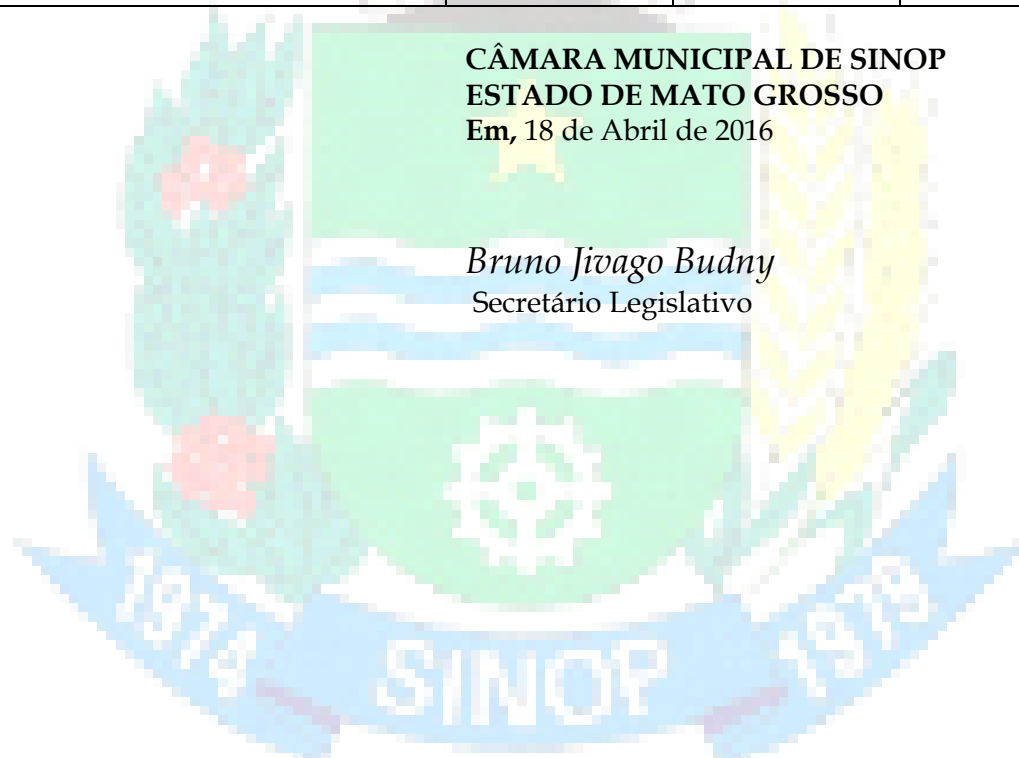 CÂMARA MUNICIPAL DE SINOP
ESTADO DE MATO GROSSO
Em, 18 de Abril de 2016
Bruno Jivago Budny
Secretário Legislativo
1974
SINOP
1979